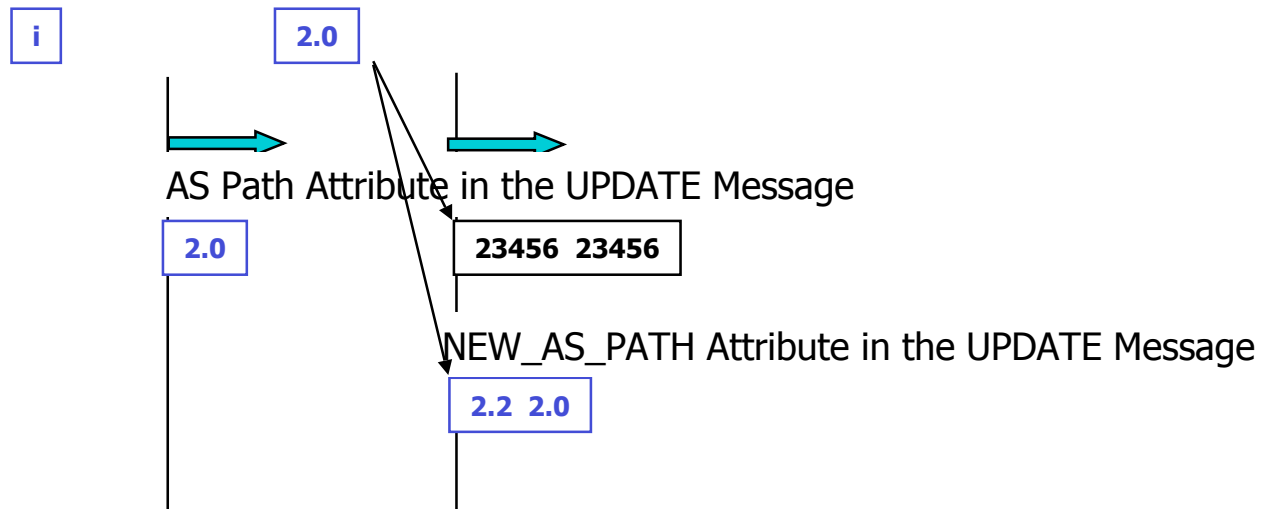 i 2.0
AS Path Attribute in the UPDATE Message
2.0 23456 23456
NEW_AS_PATH Attribute in the UPDATE Message
2.2 2.0